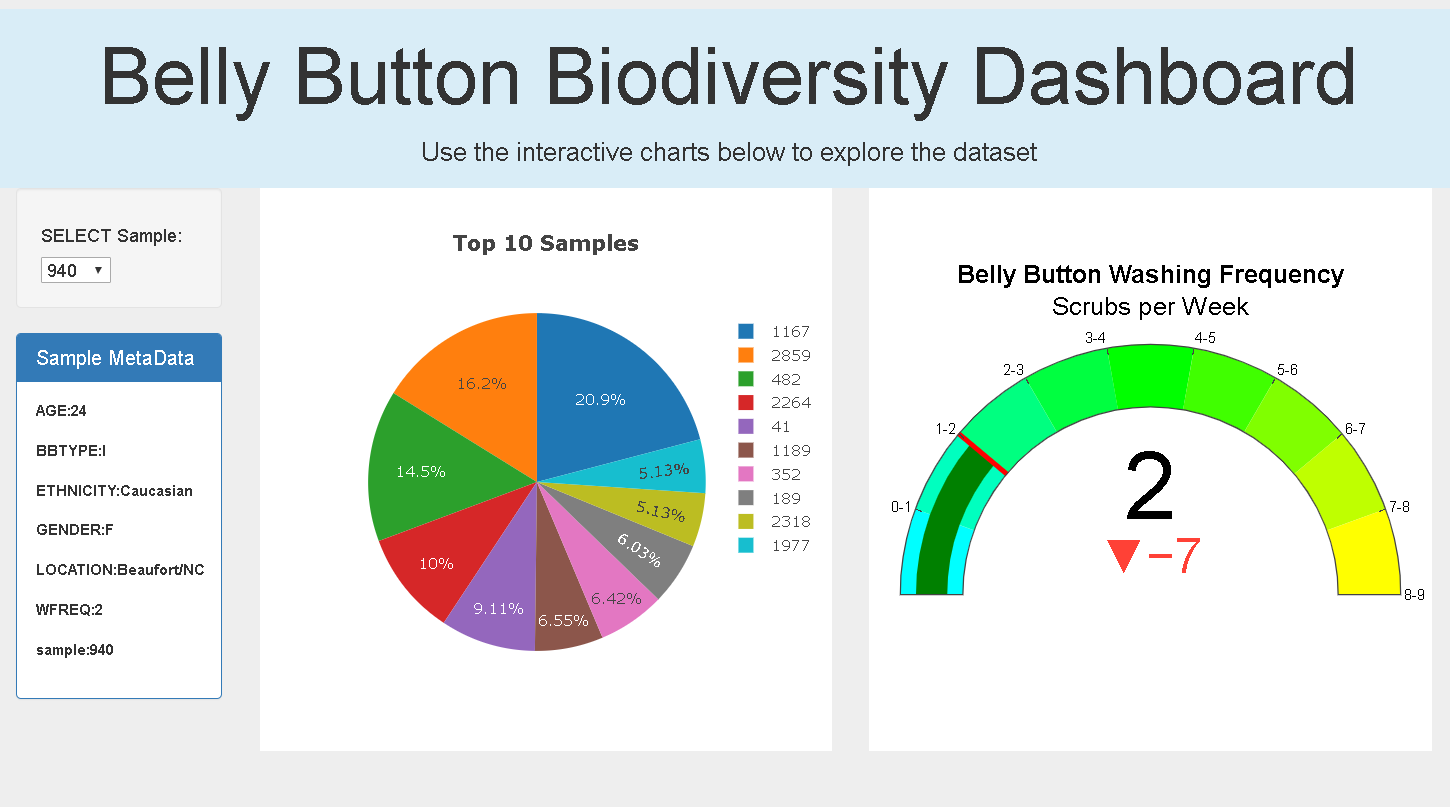 Belly Button Biodiversity Dashboard
Use the interactive charts below to explore the dataset
SELECT Sample:
940
Sample MetaData
AGE:24
BBTYPE:I
ETHNICITY:Caucasian
GENDER:F
LOCATION:Beaufort/NC
WFREQ:2
sample:940
Top 10 Samples
20.9%
16.2%
14.5%
10%
9.11%
6.55%
6.42%
6.03%
5.13%
5.13%
1167
2859
482
2264
41
1189
352
189
2318
1977
Belly Button Washing Frequency
Scrubs per Week
0-1
1-2
2-3
3-4
4-5
5-6
6-7
7-8
8-9
2
▼−7